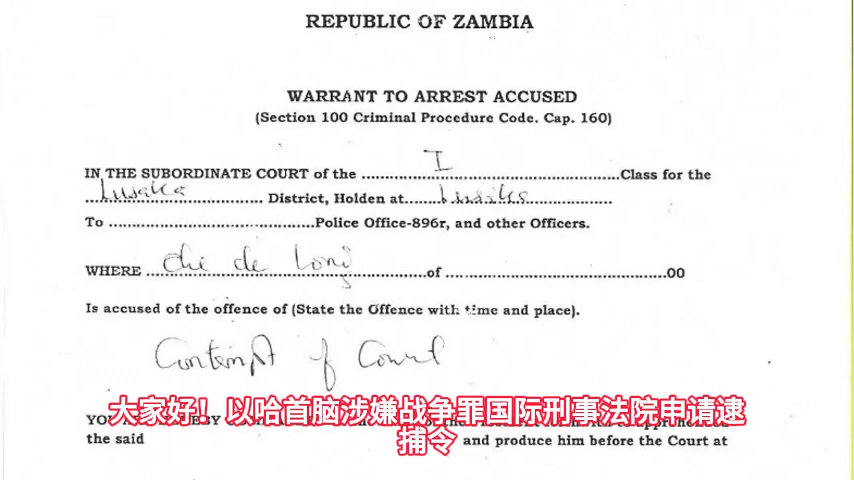 REPUBLIC OF ZAMBIA
WARRANT TO ARREST ACCUSED
(Section 100 Criminal Procedure Code. Cap. 160)
IN THE SUBORDINATE COURT of the ........ I ........ Class for the
Lusaka ........ District, Holden at ........ Lusaka ........
To ........ Police Office-896r, and other Officers.
WHERE ........ Che de Long ........ of ........ 00
Is accused of the offence of (State the Offence with time and place).
Contempt of Court
大家好！以哈首脑涉嫌战争罪国际刑事法院申请逮
捕令
the said
and produce him before the Court at